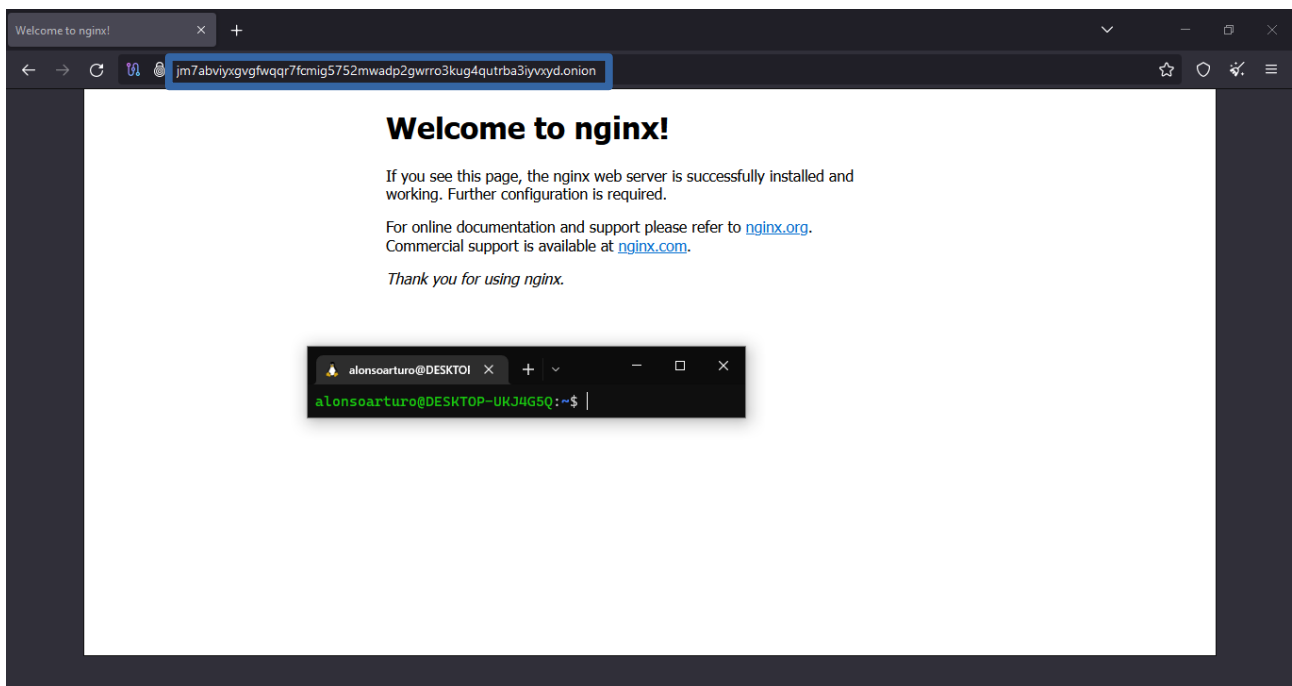 Welcome to nginx!
jm7abviyxgvgfwqqr7fcmig5752mwadp2gwrro3kug4qutrba3iyvxyd.onion
Welcome to nginx!
If you see this page, the nginx web server is successfully installed and
working. Further configuration is required.
For online documentation and support please refer to nginx.org.
Commercial support is available at nginx.com.
Thank you for using nginx.
alonsoarturo@DESKTOI
alonsoarturo@DESKTOP-UKJ4G5Q:~$